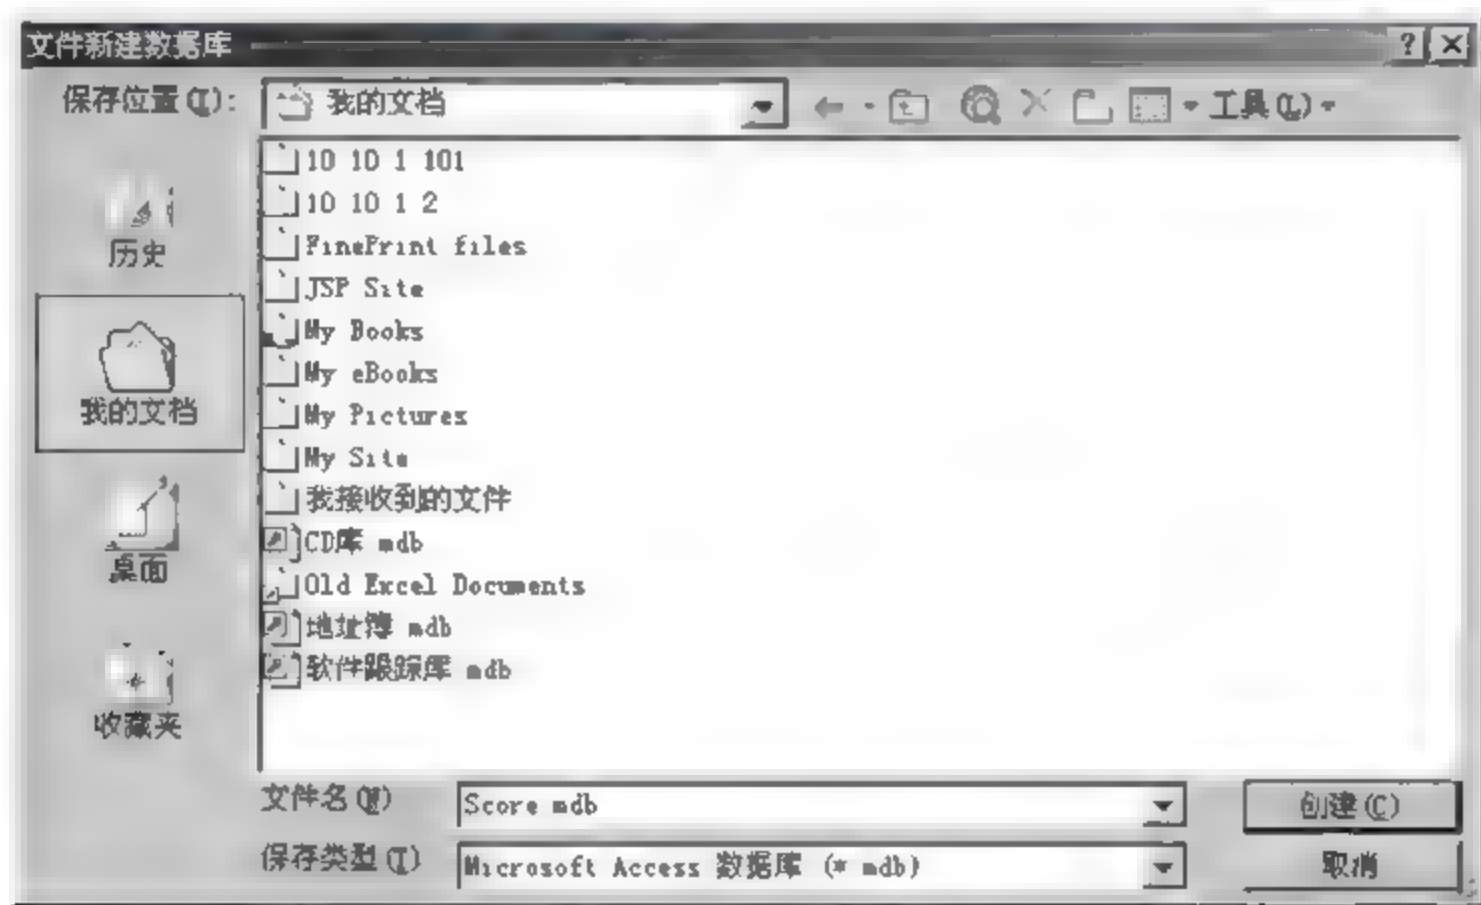 文件新建数据库
保存位置(I):
我的文档
工具(L)
历史
我的文档
桌面
收藏夹
10 10 1 101
10 10 1 2
FinePrint files
JSP Site
My Books
My eBooks
My Pictures
My Site
我接收到的文件
CD库 mdb
Old Excel Documents
地址簿 mdb
软件跟踪库 mdb
文件名(N)
Score mdb
创建(C)
保存类型(T)
Microsoft Access 数据库 (* mdb)
取消